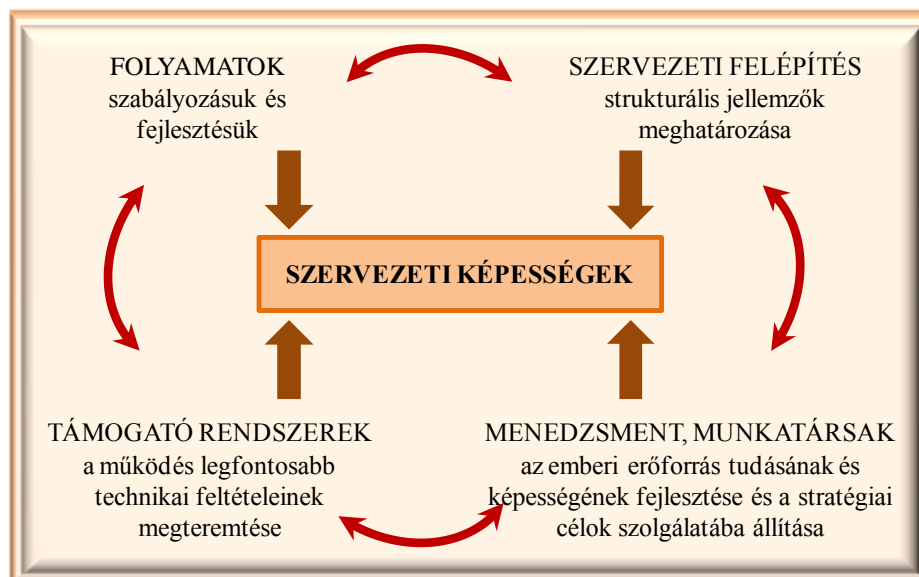 FOLYAMATOK
szabályozásuk és
fejlesztésük
SZERVEZETI FELÉPÍTÉS
strukturális jellemzők
meghatározása
SZERVEZETI KÉPESSÉGEK
TÁMOGATÓ RENDSZEREK
a működés legfontosabb
technikai feltételeinek
megteremtése
MENEDZSMENT, MUNKATÁRSAK
az emberi erőforrás tudásának és
képességének fejlesztése és a stratégiai
célok szolgálatába állítása